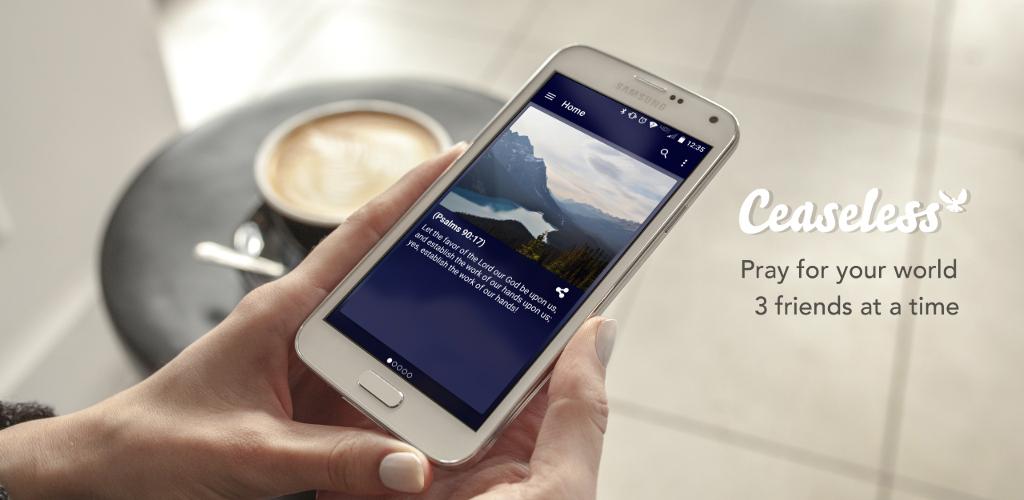 SAMSUNG
12:35
Home
(Psalms 90:17)
Let the favor of the Lord our God be upon us,
and establish the work of our hands upon us;
yes, establish the work of our hands!
Ceaseless
Pray for your world
3 friends at a time